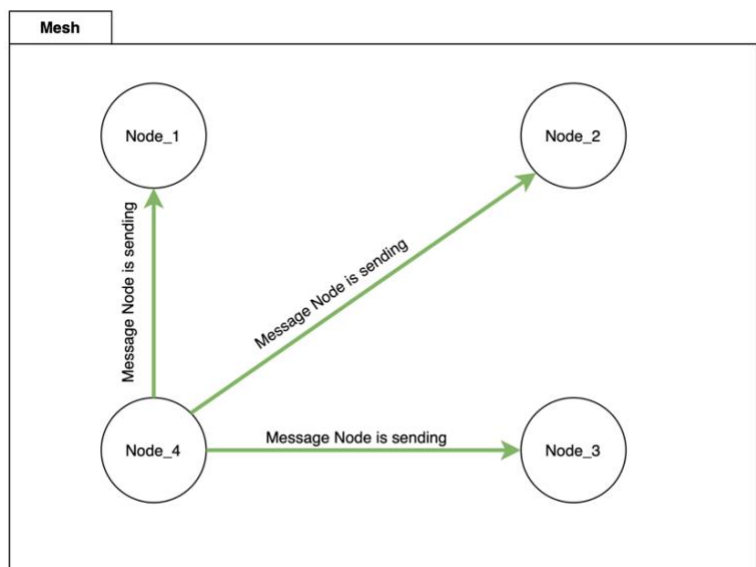 Mesh
Node_1
Node_2
Message Node is sending
Message Node is sending
Node_4
Message Node is sending
Node_3